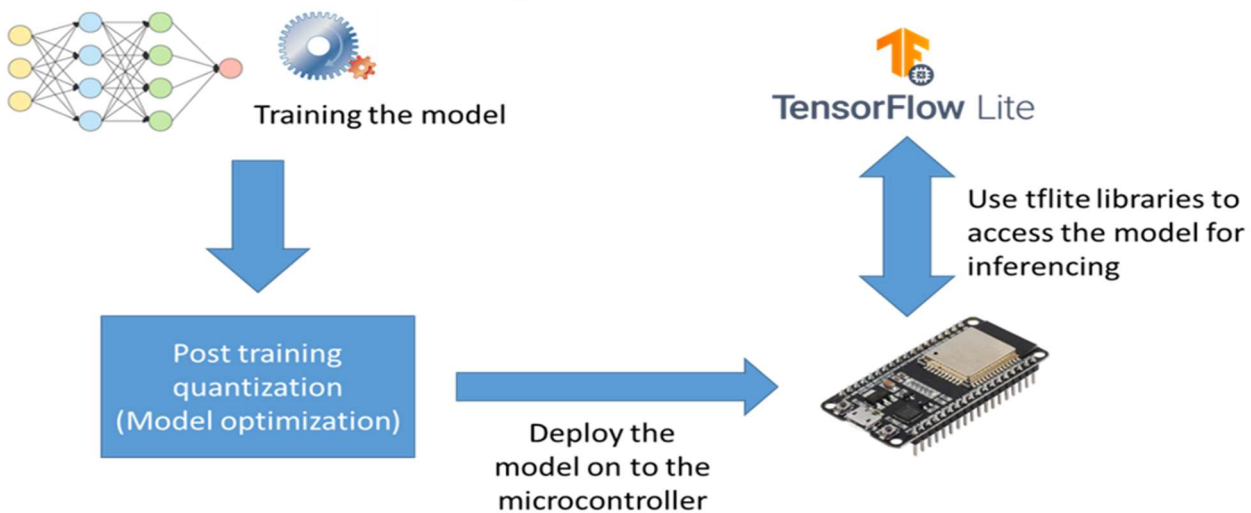 Training the model
TensorFlow Lite
Use tflite libraries to
access the model for
inferencing
Post training
quantization
(Model optimization)
Deploy the
model on to the
microcontroller